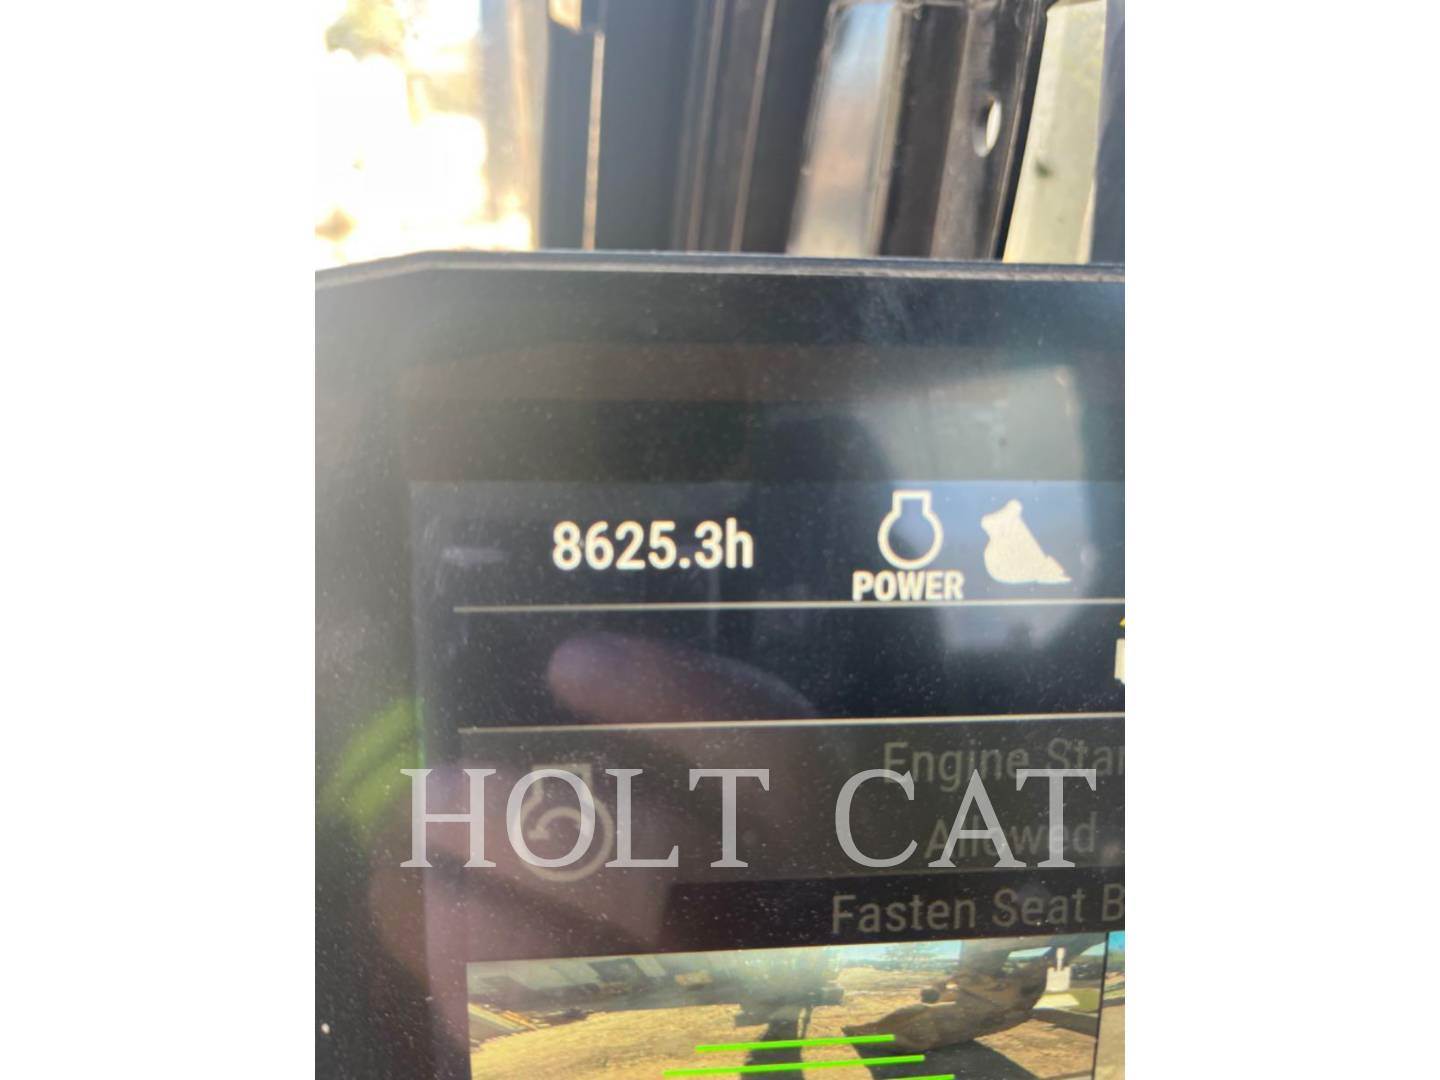 8625.3h
POWER
Engine Star
Allowed
HOLT CAT
Fasten Seat B